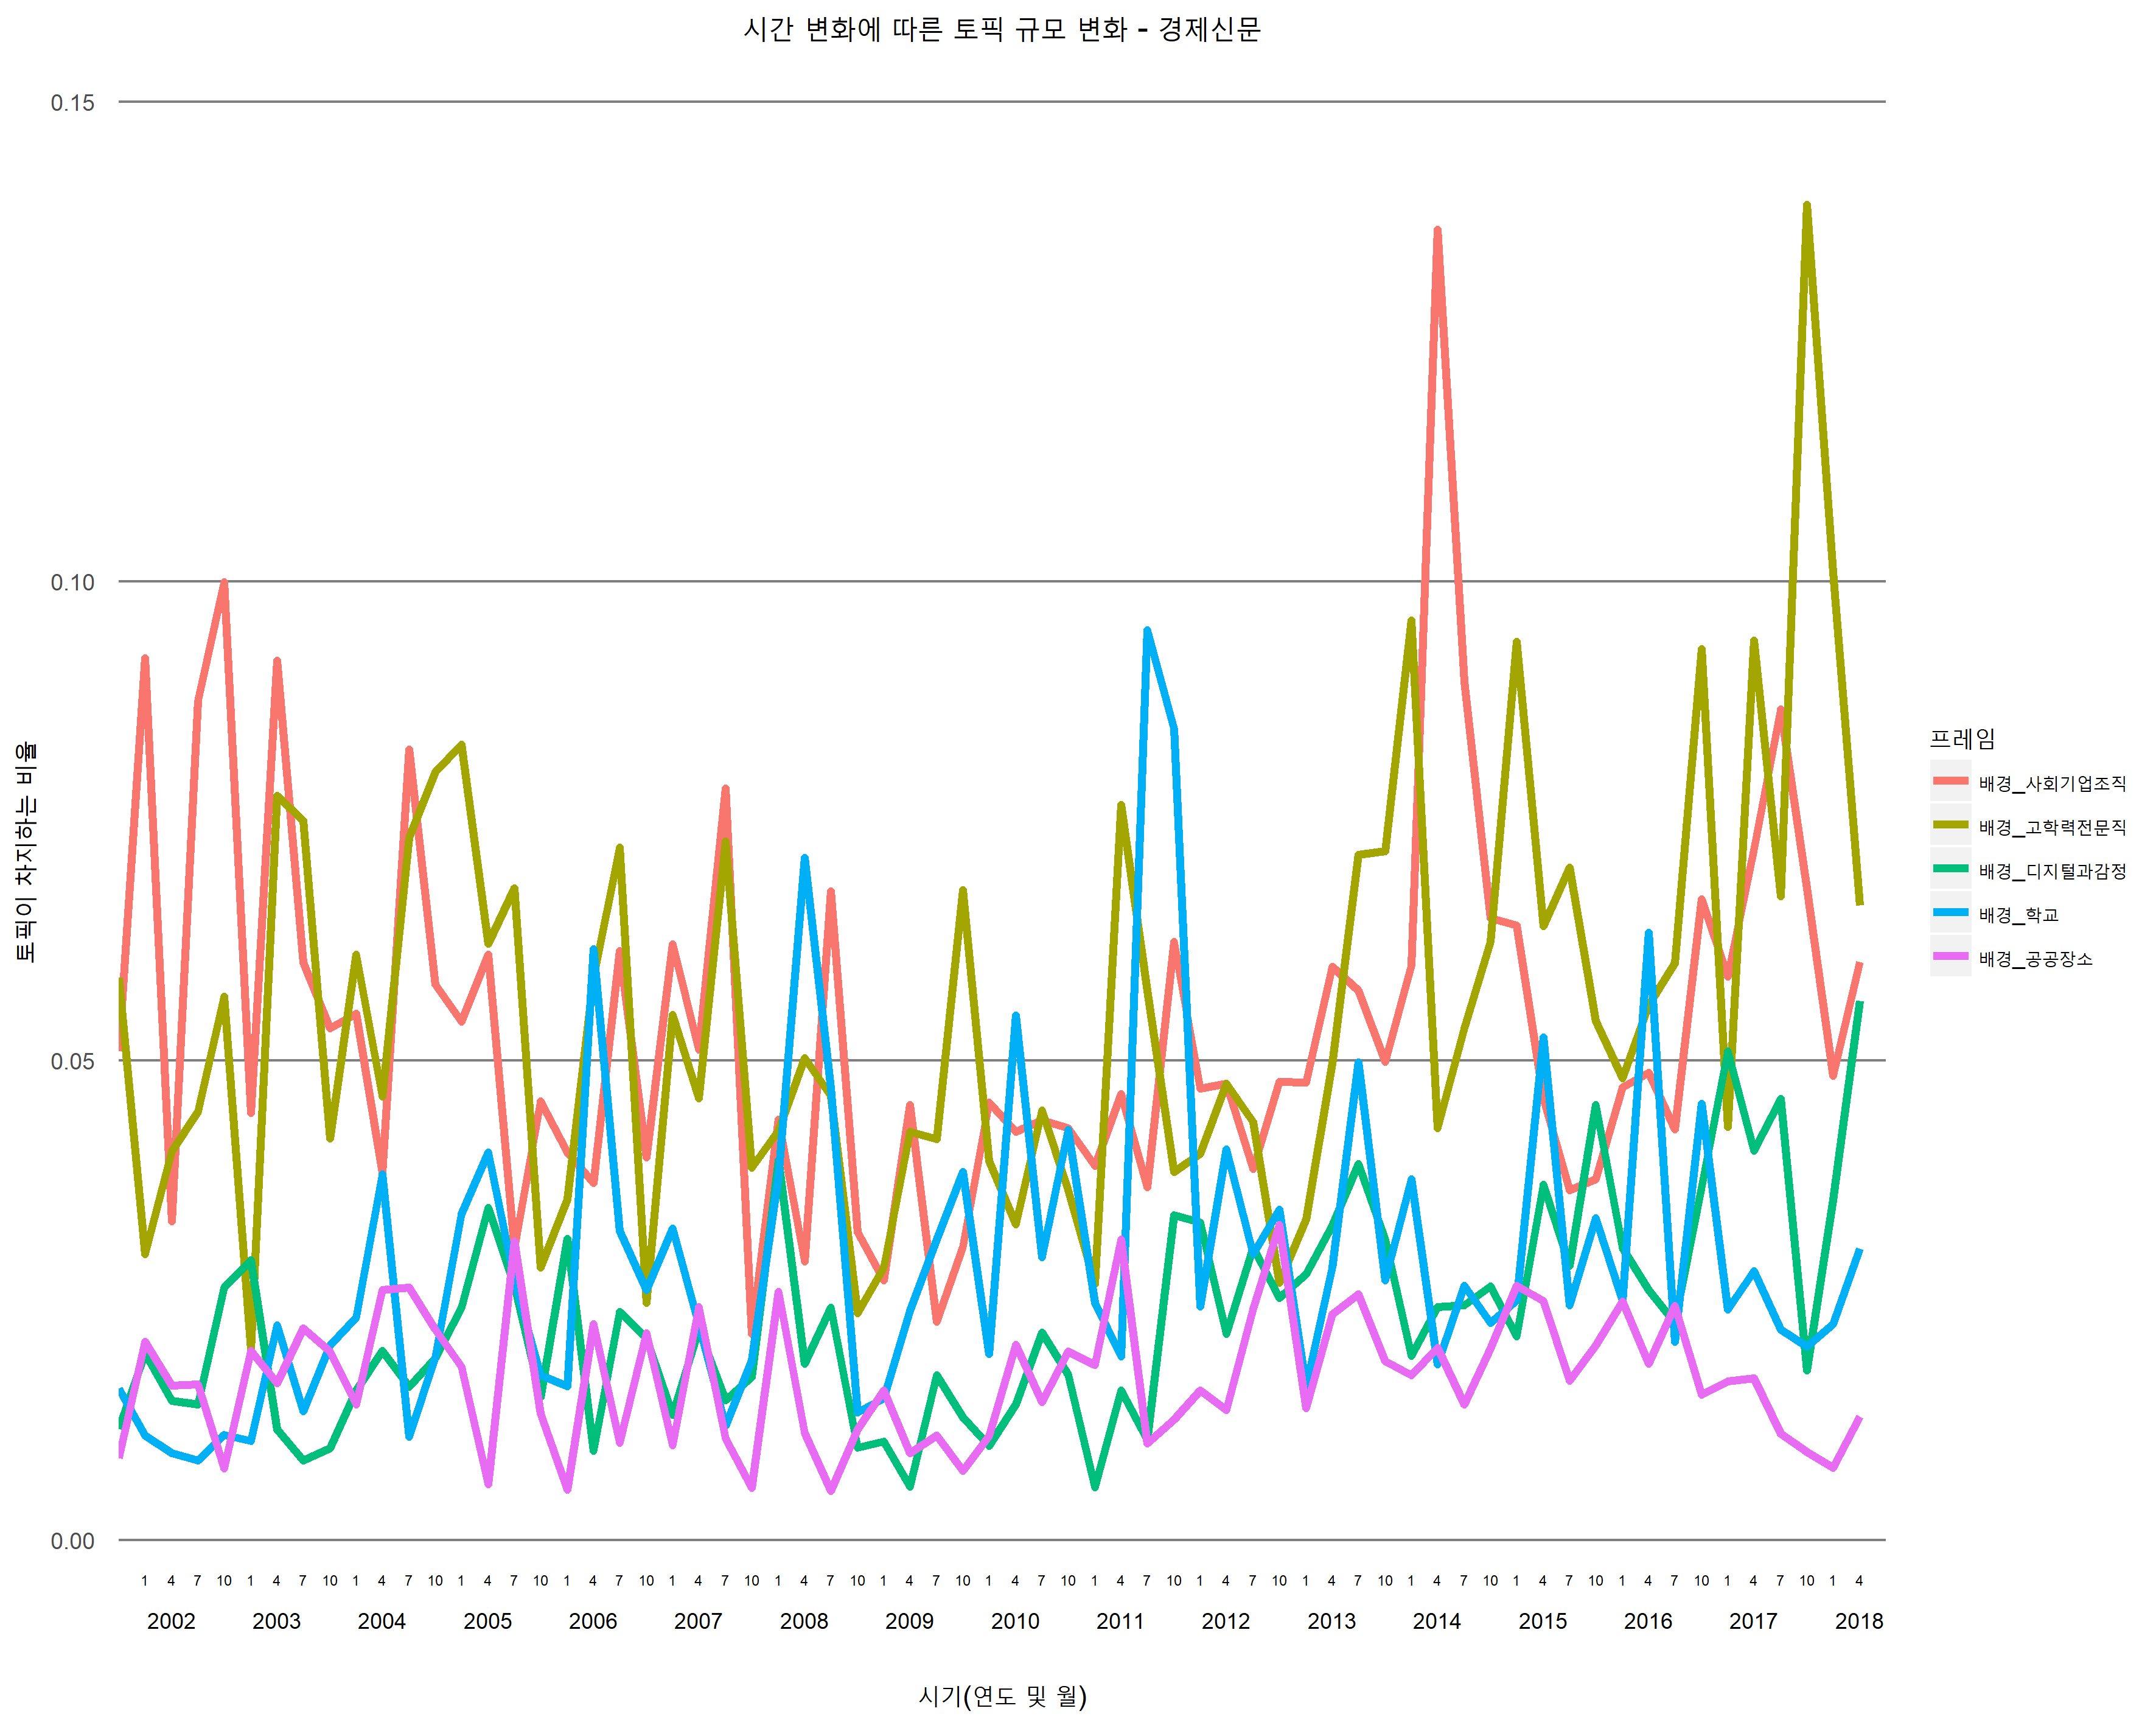 시간 변화에 따른 토픽 규모 변화 - 경제신문
0.15
0.10
0.05
0.00
토픽이 차지하는 비율
1 4 7 10 1 4 7 10 1 4 7 10 1 4 7 10 1 4 7 10 1 4 7 10 1 4 7 10 1 4 7 10 1 4 7 10 1 4 7 10 1 4 7 10 1 4 7 10 1 4 7 10 1 4 7 10 1 4 7 10 1 4 7 10 1 4
2002 2003 2004 2005 2006 2007 2008 2009 2010 2011 2012 2013 2014 2015 2016 2017 2018
시기(연도 및 월)
프레임
배경_사회기업조직
배경_고학력전문직
배경_디지털과감정
배경_학교
배경_공공장소